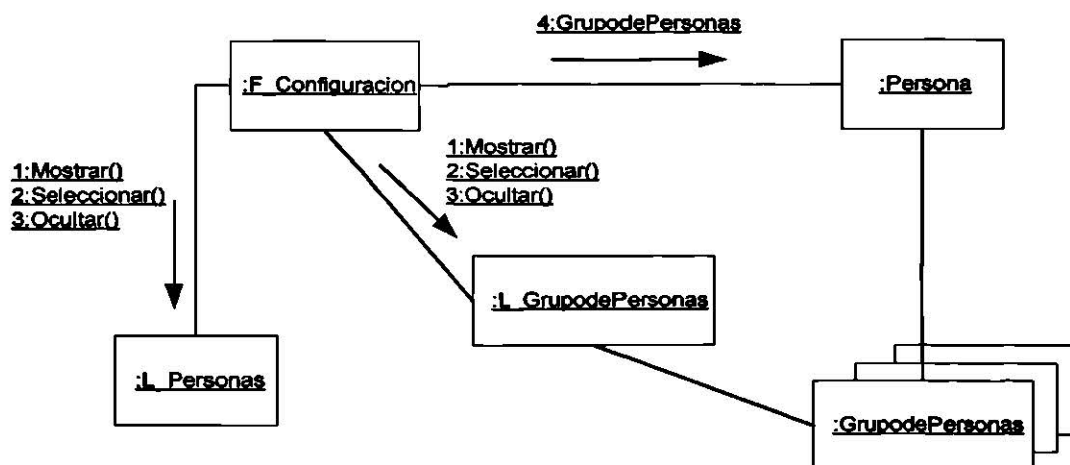 4:GrupodePersonas
:F_Configuracion
:Persona
1:Mostrar()
2:Seleccionar()
3:Ocultar()
1:Mostrar()
2:Seleccionar()
3:Ocultar()
:L_GrupodePersonas
:L_Personas
:GrupodePersonas